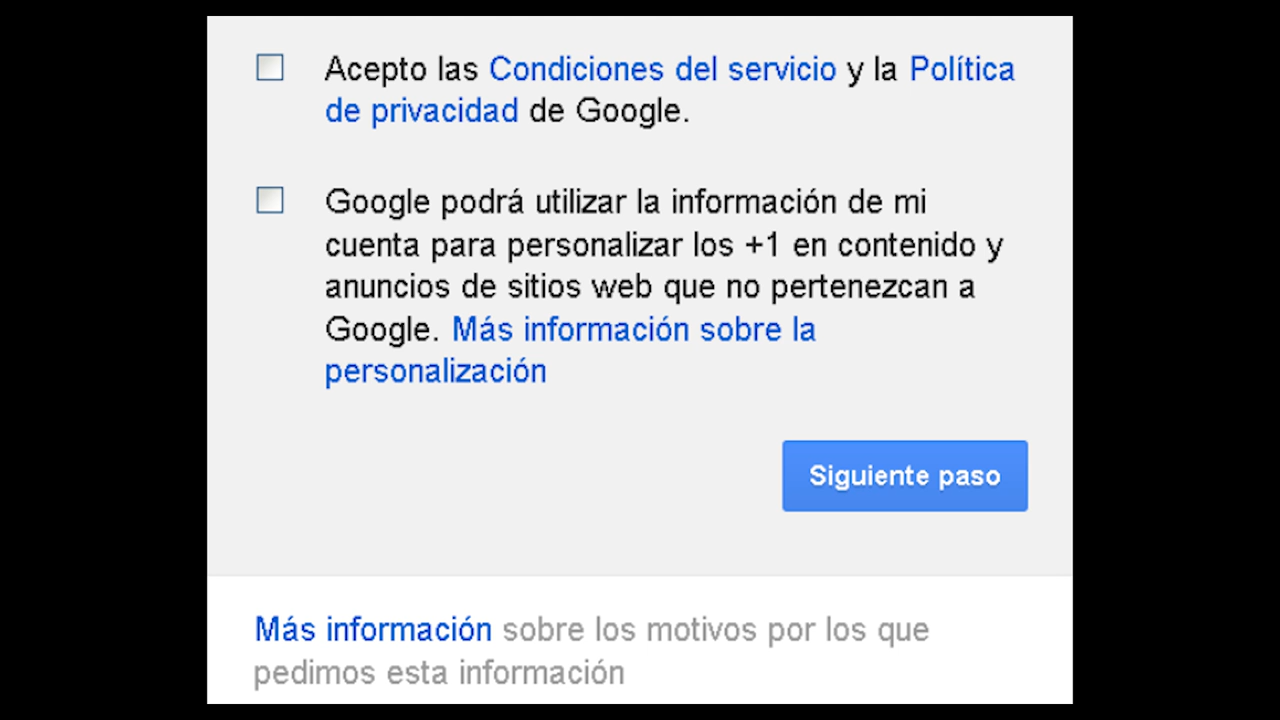 Acepto las Condiciones del servicio y la Política
de privacidad de Google.
Google podrá utilizar la información de mi
cuenta para personalizar los +1 en contenido y
anuncios de sitios web que no pertenezcan a
Google. Más información sobre la
personalización
Siguiente paso
Más información sobre los motivos por los que
pedimos esta información